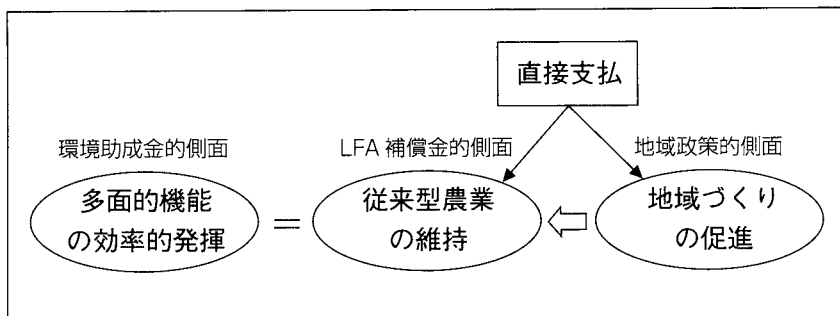 直接支払
環境助成金的側面
LFA 補償金的側面
地域政策的側面
多面的機能
の効率的発揮
=
従来型農業
の維持
地域づくり
の促進